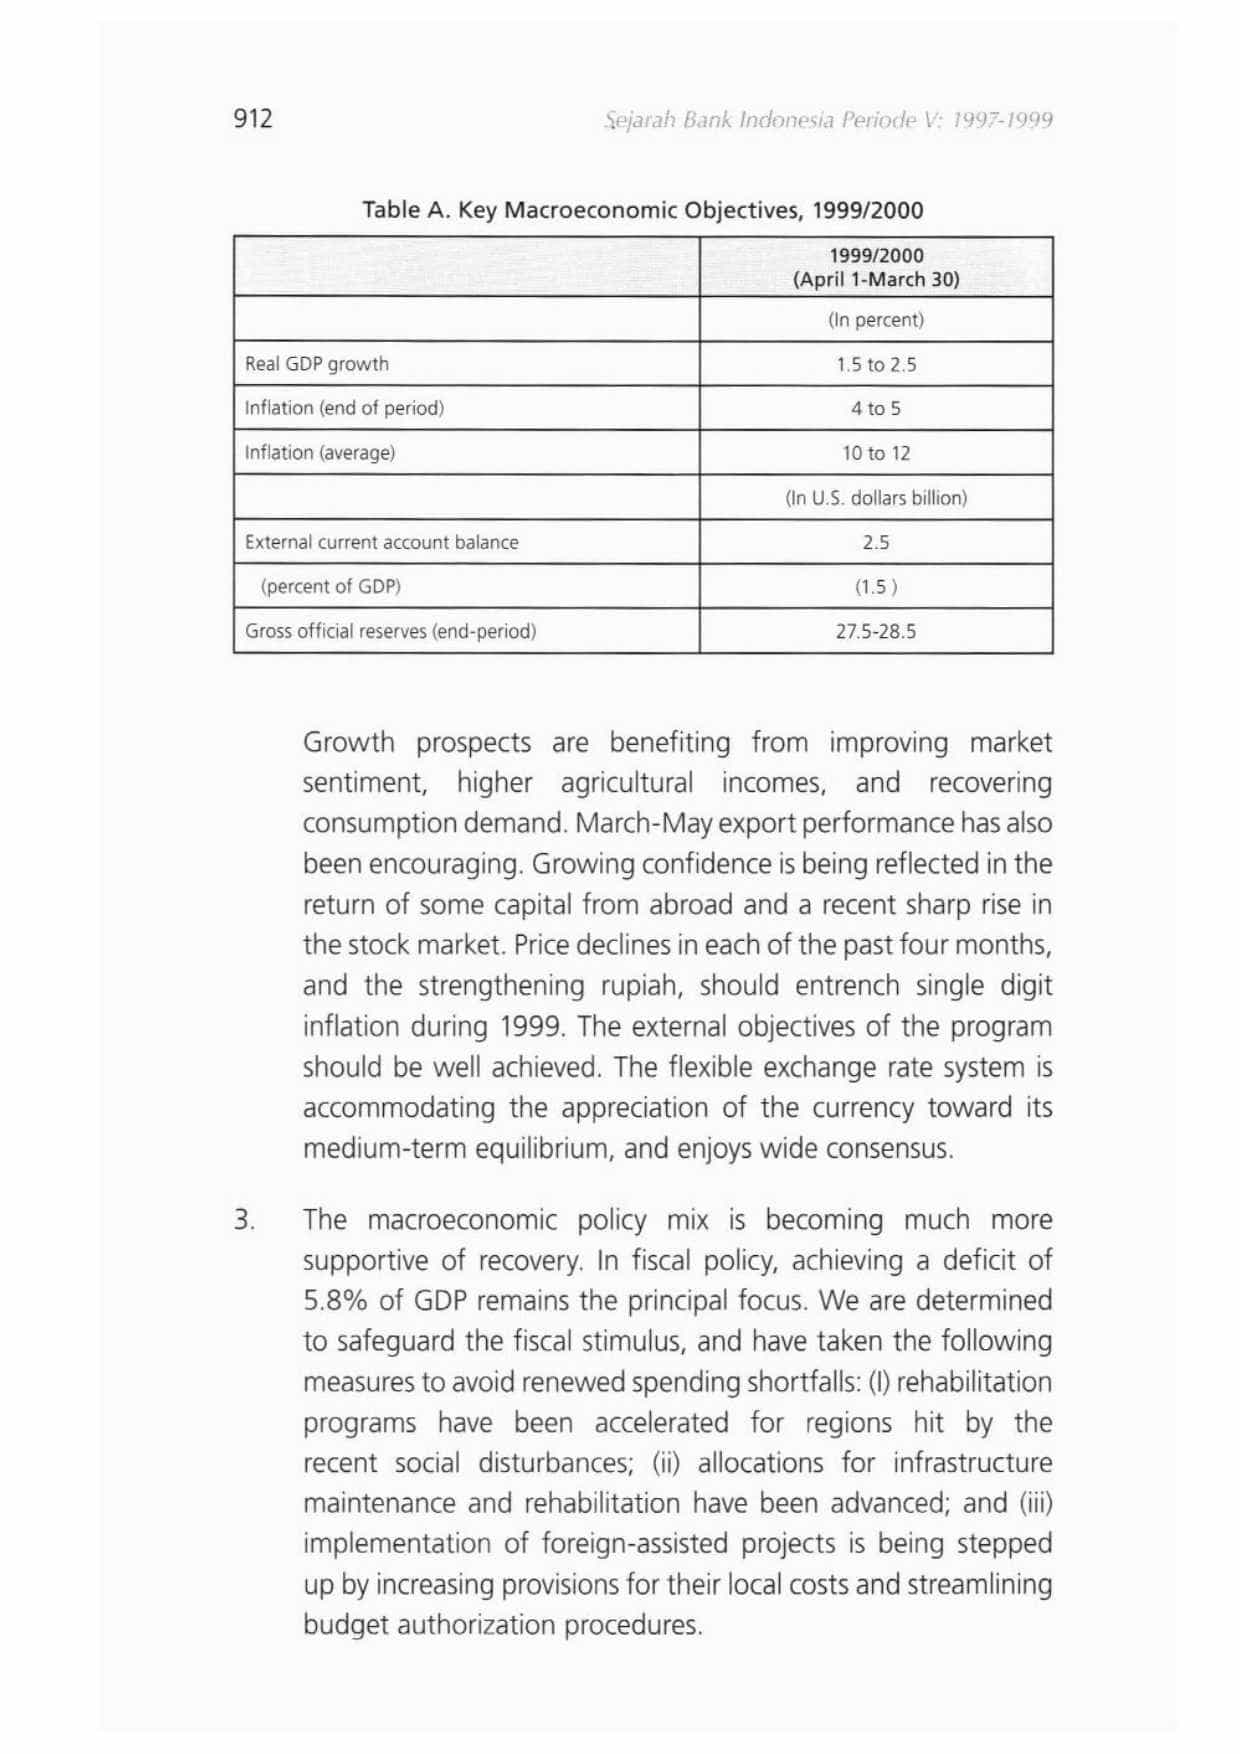 912
Sejarah Bank Indonesia Periode V: 1997-1999
Table A. Key Macroeconomic Objectives, 1999/2000
1999/2000
(April 1-March 30)
(In percent)
Real GDP growth 1.5 to 2.5
Inflation (end of period) 4 to 5
Inflation (average) 10 to 12
(In U.S. dollars billion)
External current account balance 2.5
(percent of GDP) (1.5 )
Gross official reserves (end-period) 27.5-28.5
Growth prospects are benefiting from improving market
sentiment, higher agricultural incomes, and recovering
consumption demand. March-May export performance has also
been encouraging. Growing confidence is being reflected in the
return of some capital from abroad and a recent sharp rise in
the stock market. Price declines in each of the past four months,
and the strengthening rupiah, should entrench single digit
inflation during 1999. The external objectives of the program
should be well achieved. The flexible exchange rate system is
accommodating the appreciation of the currency toward its
medium-term equilibrium, and enjoys wide consensus.
3. The macroeconomic policy mix is becoming much more
supportive of recovery. In fiscal policy, achieving a deficit of
5.8% of GDP remains the principal focus. We are determined
to safeguard the fiscal stimulus, and have taken the following
measures to avoid renewed spending shortfalls: (I) rehabilitation
programs have been accelerated for regions hit by the
recent social disturbances; (ii) allocations for infrastructure
maintenance and rehabilitation have been advanced; and (iii)
implementation of foreign-assisted projects is being stepped
up by increasing provisions for their local costs and streamlining
budget authorization procedures.